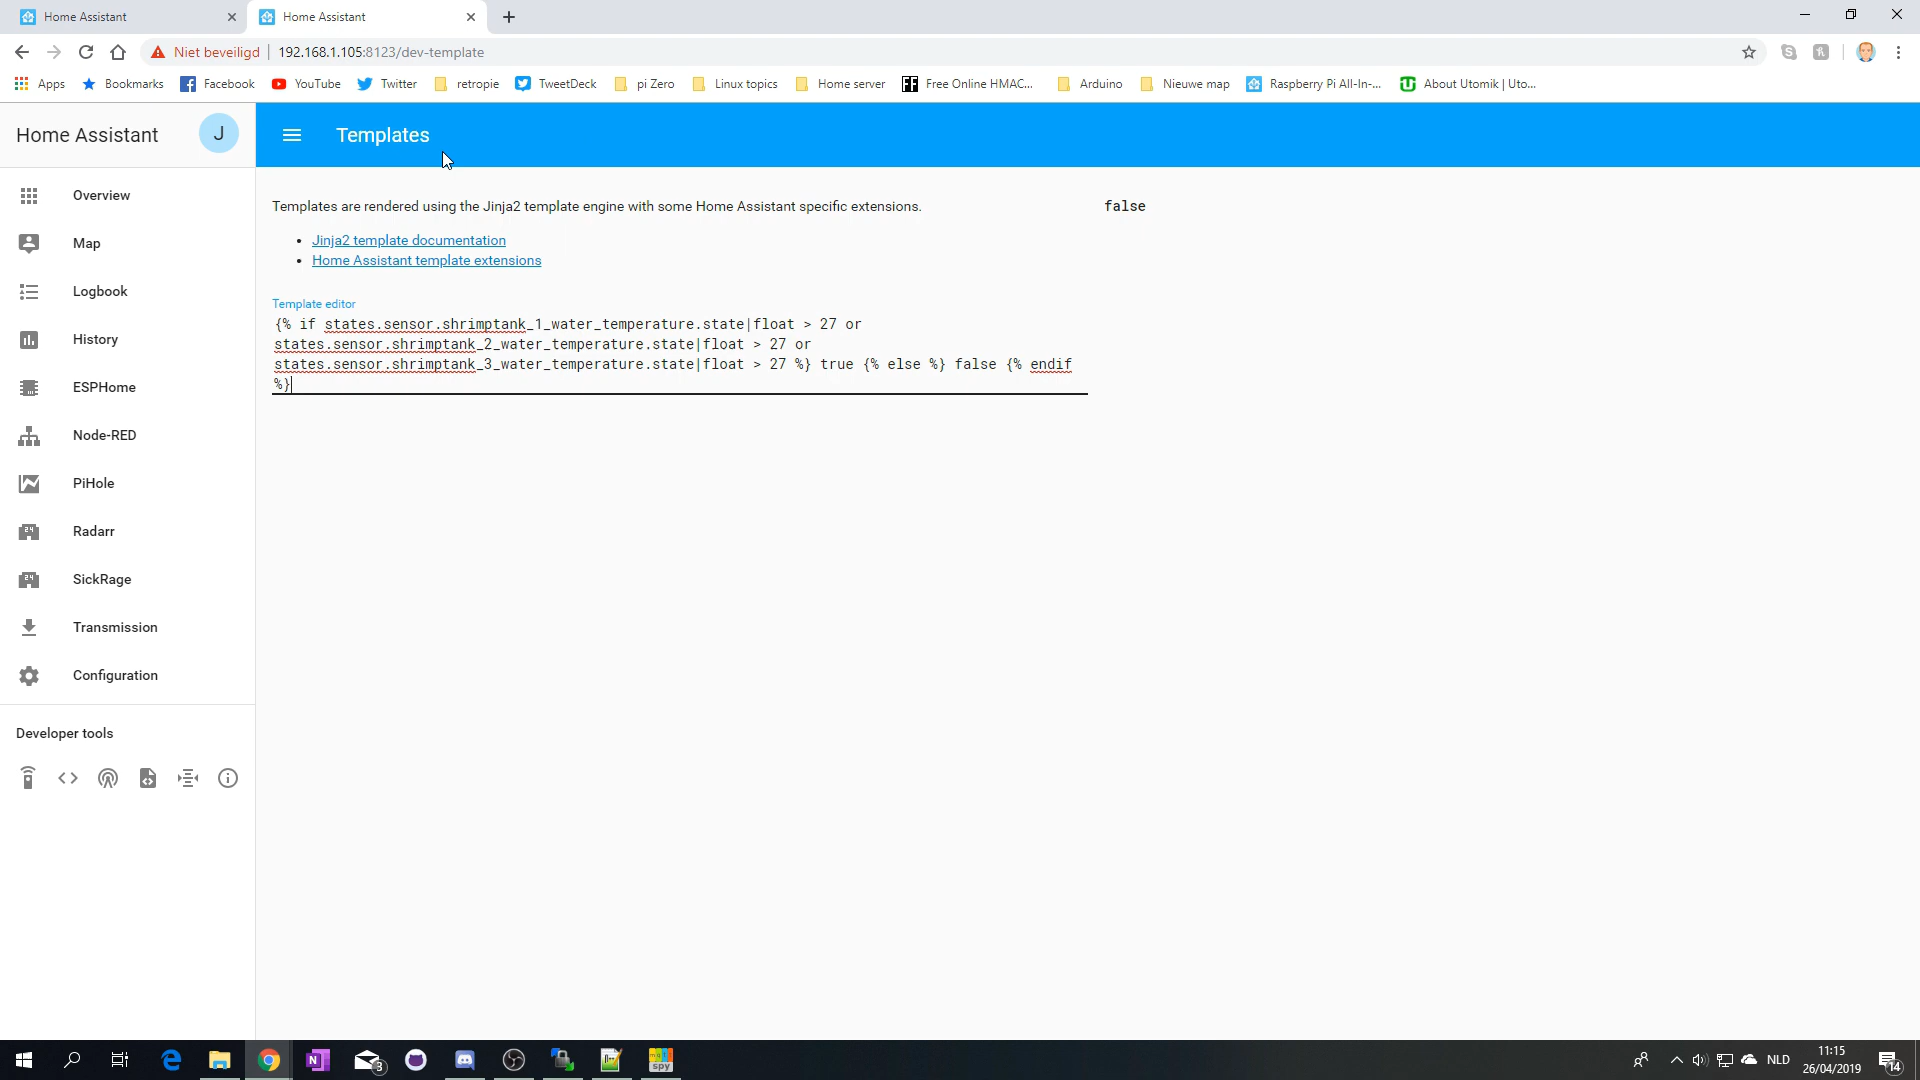 Home Assistant
Home Assistant
Niet beveiligd
192.168.1.105:8123/dev-template
Apps
Bookmarks
Facebook
YouTube
Twitter
retropie
TweetDeck
pi Zero
Linux topics
Home server
Free Online HMAC...
Arduino
Nieuwe map
Raspberry Pi All-In-...
About Utomik | Uto...
Home Assistant
J
Templates
Overview
Map
Logbook
History
ESPHome
Node-RED
PiHole
Radarr
SickRage
Transmission
Configuration
Developer tools
Templates are rendered using the Jinja2 template engine with some Home Assistant specific extensions.
Jinja2 template documentation
Home Assistant template extensions
Template editor
{% if states.sensor.shrimptank_1_water_temperature.state|float > 27 or
states.sensor.shrimptank_2_water_temperature.state|float > 27 or
states.sensor.shrimptank_3_water_temperature.state|float > 27 %} true {% else %} false {% endif
%}
false
3
spy
NLD
11:15
26/04/2019
14